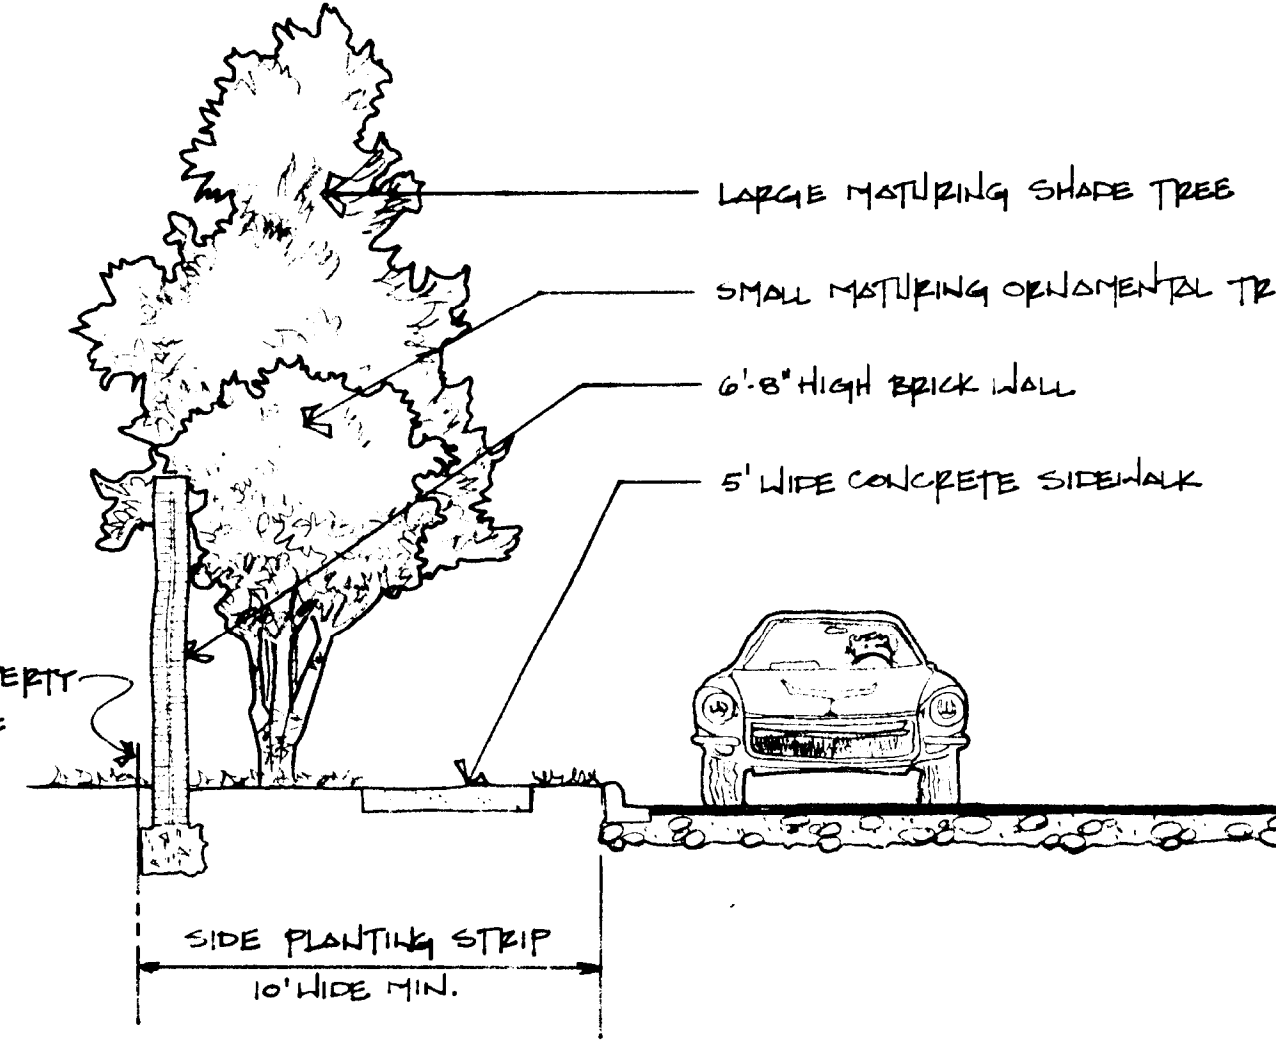 LARGE MATURING SHADE TREE
SMALL MATURING ORNAMENTAL TR
6'-8" HIGH BRICK WALL
5' WIDE CONCRETE SIDEWALK
ERTY
E
SIDE PLANTING STRIP
10' WIDE MIN.